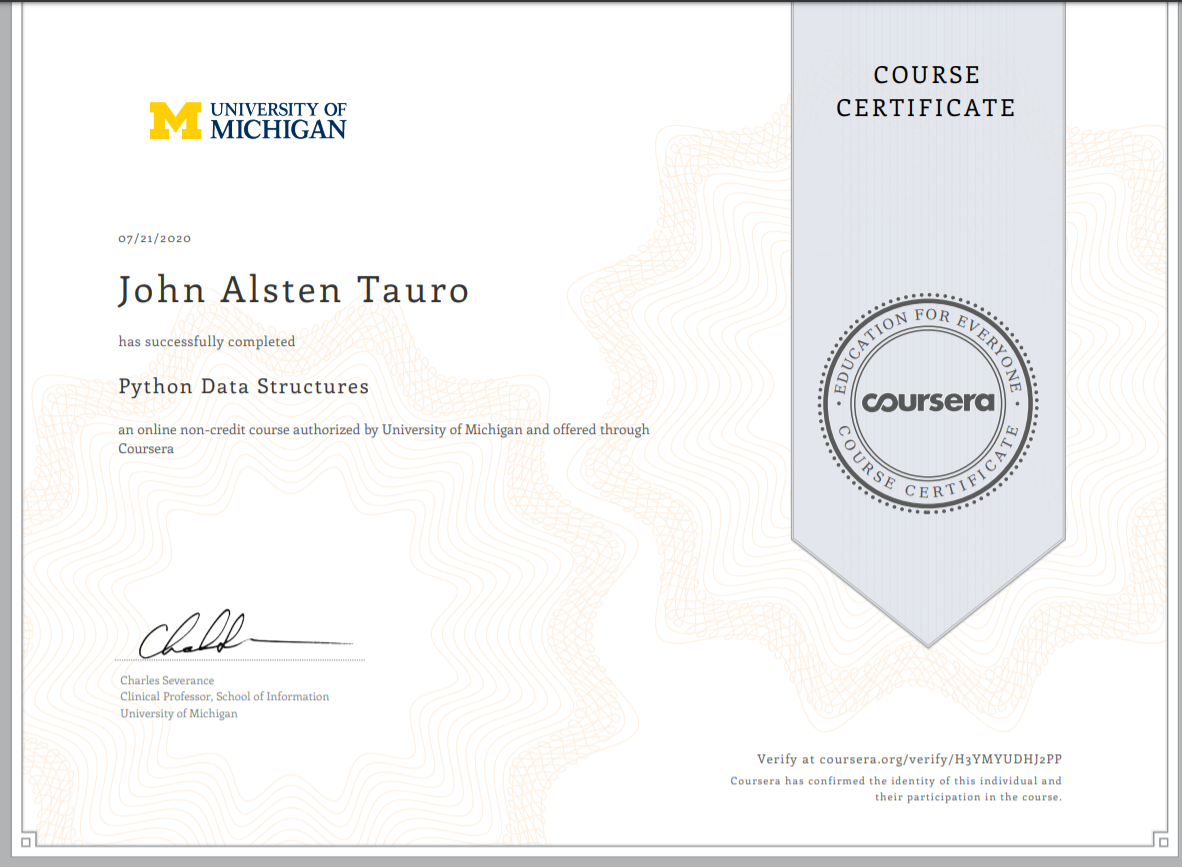 COURSE
CERTIFICATE
UNIVERSITY OF
MICHIGAN
07/21/2020
John Alsten Tauro
has successfully completed
Python Data Structures
an online non-credit course authorized by University of Michigan and offered through
Coursera
EDUCATION FOR EVERYONE
coursera
COURSE CERTIFICATE
Charles Severance
Clinical Professor, School of Information
University of Michigan
Verify at coursera.org/verify/H3YMYUDHJ2PP
Coursera has confirmed the identity of this individual and
their participation in the course.